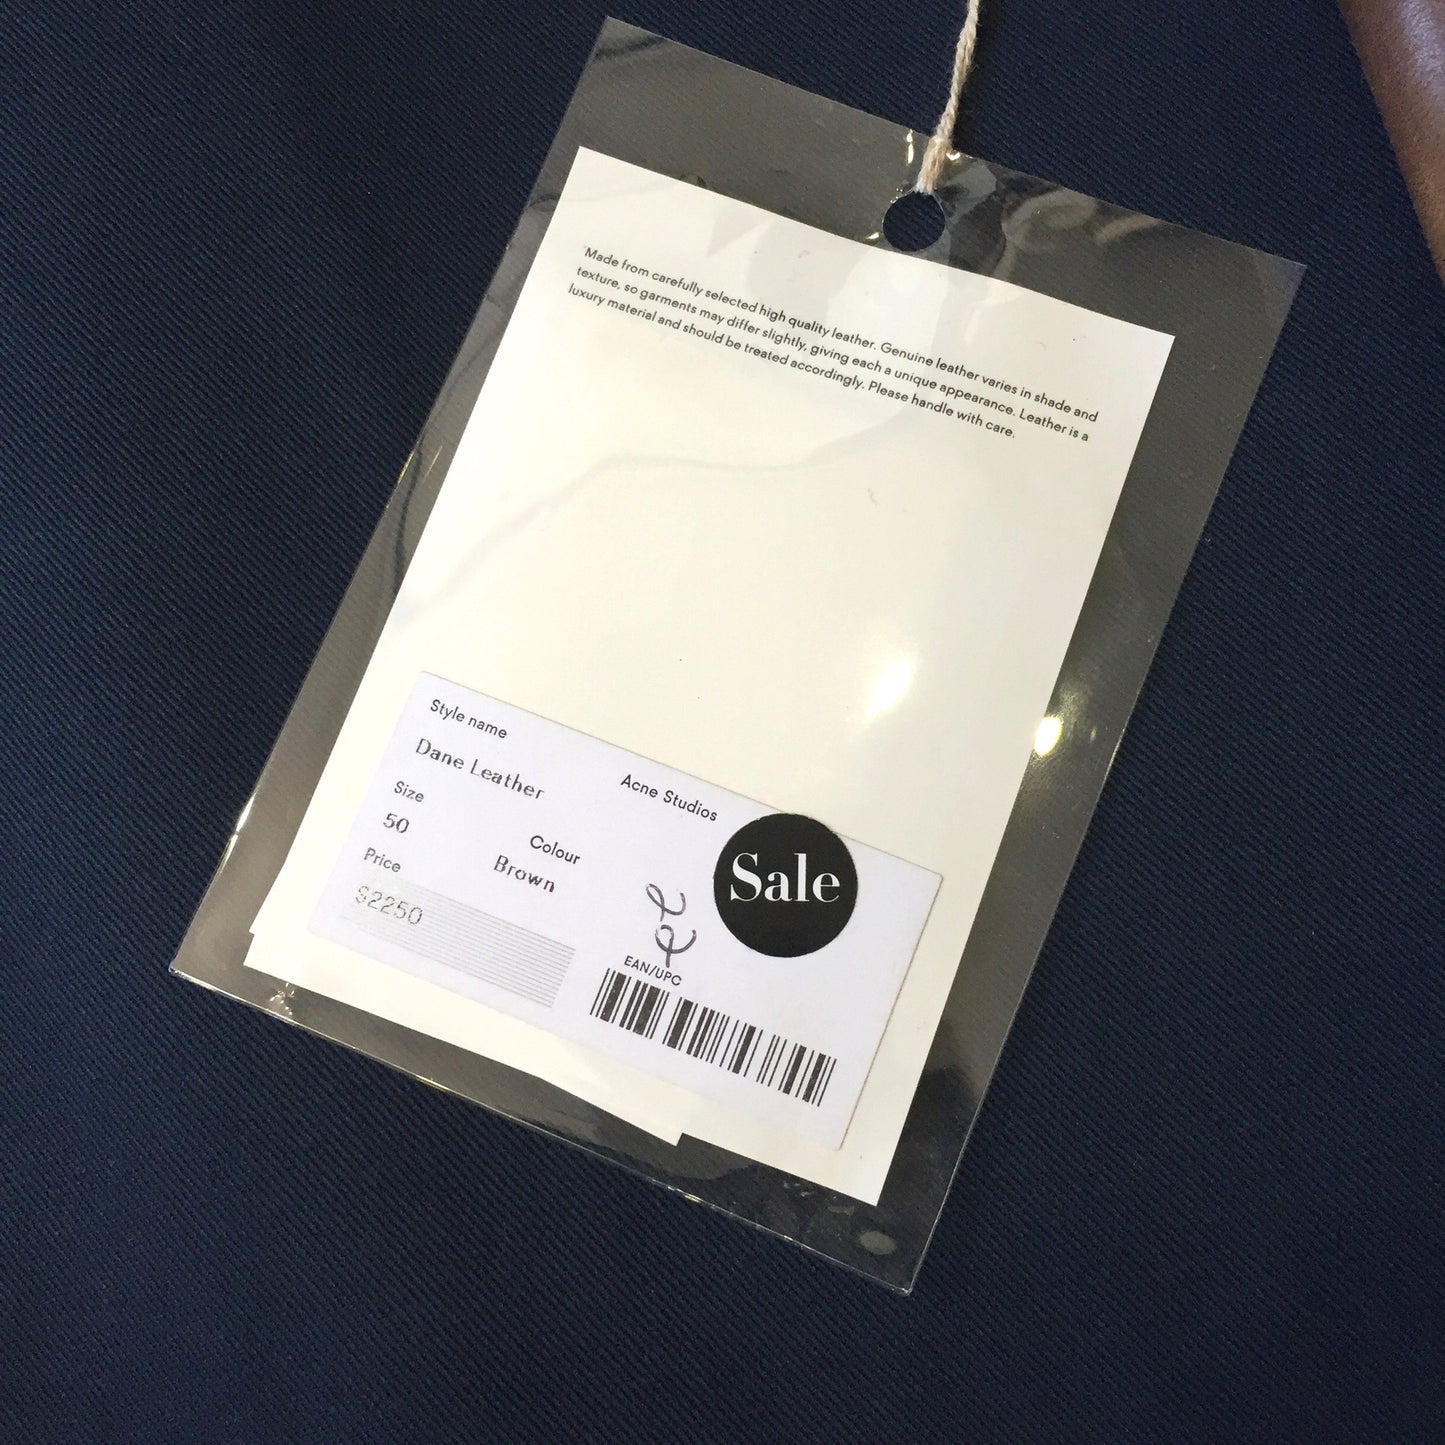 Made from carefully selected high quality leather. Genuine leather varies in shade and
texture, so garments may differ slightly, giving each a unique appearance. Leather is a
luxury material and should be treated accordingly. Please handle with care.
Style name
Dane Leather
Acne Studios
Size
50
Colour
Brown
Price
$2250
Sale
EAN/UPC